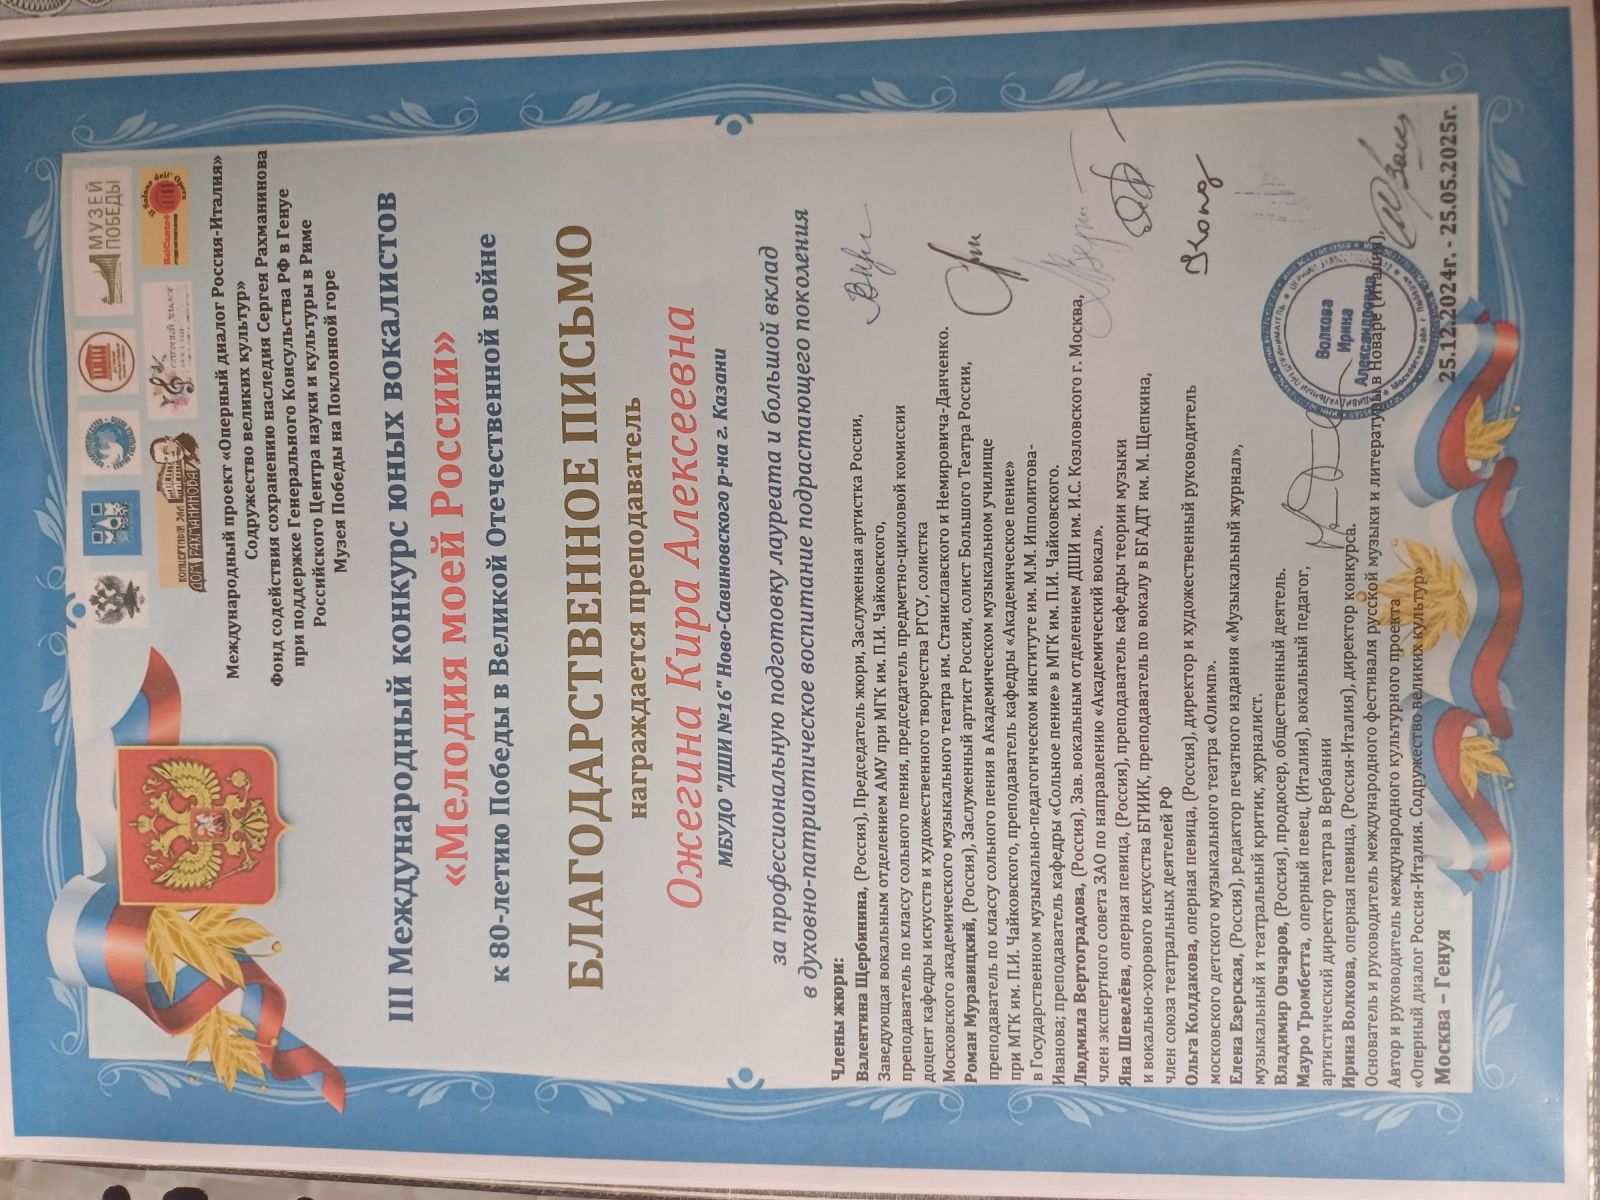 МУЗЕЙ ПОБЕДЫ
КОНЦЕРТНЫЙ ЗАЛ
ДОМ РАХМАНИНОВА
ОПЕРНЫЙ ДИАЛОГ
BelCanto
Il Salone dell' Opera
Международный проект «Оперный диалог Россия-Италия»
Содружество великих культур»
Фонд содействия сохранению наследия Сергея Рахманинова
при поддержке Генерального Консульства РФ в Генуе
Российского Центра науки и культуры в Риме
Музея Победы на Поклонной горе
III Международный конкурс юных вокалистов
«Мелодия моей России»
к 80-летию Победы в Великой Отечественной войне
БЛАГОДАРСТВЕННОЕ ПИСЬМО
награждается преподаватель
Ожегина Кира Алексеевна
МБУДО "ДШИ №16" Ново-Савиновского р-на г. Казани
за профессиональную подготовку лауреата и большой вклад
в духовно-патриотическое воспитание подрастающего поколения
Члены жюри:
Валентина Щербинина, (Россия), Председатель жюри, Заслуженная артистка России,
Заведующая вокальным отделением АМУ при МГК им. П.И. Чайковского,
преподаватель по классу сольного пения, председатель предметно-цикловой комиссии
доцент кафедры искусств и художественного творчества РГСУ, солистка
Московского академического музыкального театра им. Станиславского и Немировича-Данченко.
Роман Муравицкий, (Россия), Заслуженный артист России, солист Большого Театра России,
преподаватель по классу сольного пения в Академическом музыкальном училище
при МГК им. П.И. Чайковского, преподаватель кафедры «Академическое пение»
в Государственном музыкально-педагогическом институте им. М.М. Ипполитова-
Иванова; преподаватель кафедры «Сольное пение» в МГК им. П.И. Чайковского.
Людмила Вертоградова, (Россия), Зав. вокальным отделением ДШИ им. И.С. Козловского г. Москва,
член экспертного совета ЗАО по направлению «Академический вокал».
Яна Шевелёва, оперная певица, (Россия), преподаватель кафедры теории музыки
и вокально-хорового искусства БГИИК, преподаватель по вокалу в БГАДТ им. М. Щепкина,
член союза театральных деятелей РФ
Ольга Колдакова, оперная певица, (Россия), директор и художественный руководитель
московского детского музыкального театра «Олимп».
Елена Езерская, (Россия), редактор печатного издания «Музыкальный журнал»,
музыкальный и театральный критик, журналист.
Владимир Овчаров, (Россия), продюсер, общественный деятель.
Мауро Тромбетта, оперный певец, (Италия), вокальный педагог,
артистический директор театра в Вербании
Ирина Волкова, оперная певица, (Россия-Италия), директор конкурса.
Основатель и руководитель международного фестиваля русской музыки и литературы в Новаре (Италия),
Автор и руководитель международного культурного проекта
«Оперный диалог Россия-Италия. Содружество великих культур»
Волкова
Ирина
Александровна
Москва – Генуя
25.12.2024г. - 25.05.2025г.